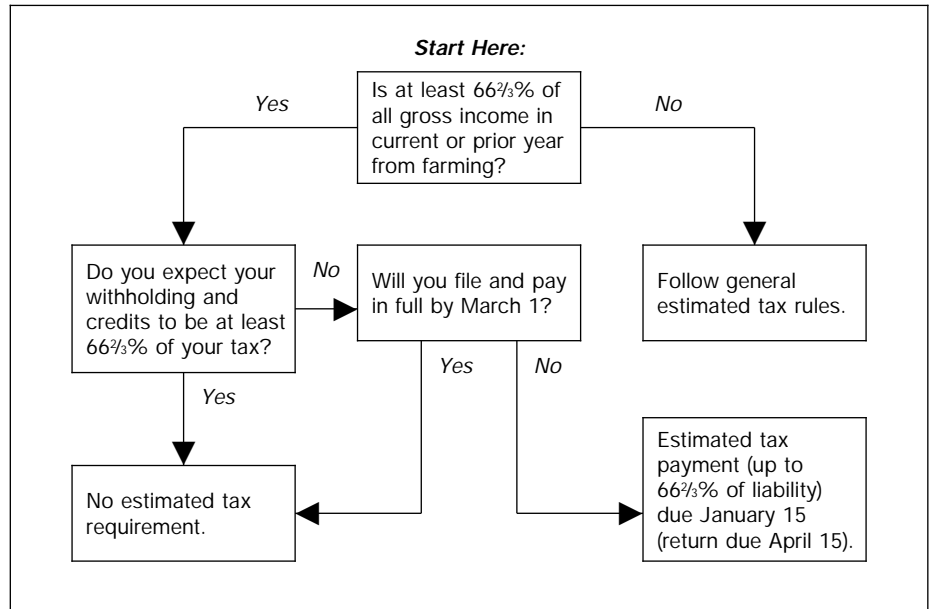 Start Here:
Is at least 66⅔% of
all gross income in
current or prior year
from farming?
Yes
No
Do you expect your
withholding and
credits to be at least
66⅔% of your tax?
No
Will you file and pay
in full by March 1?
Follow general
estimated tax rules.
Yes
Yes
No
No estimated tax
requirement.
Estimated tax
payment (up to
66⅔% of liability)
due January 15
(return due April 15).